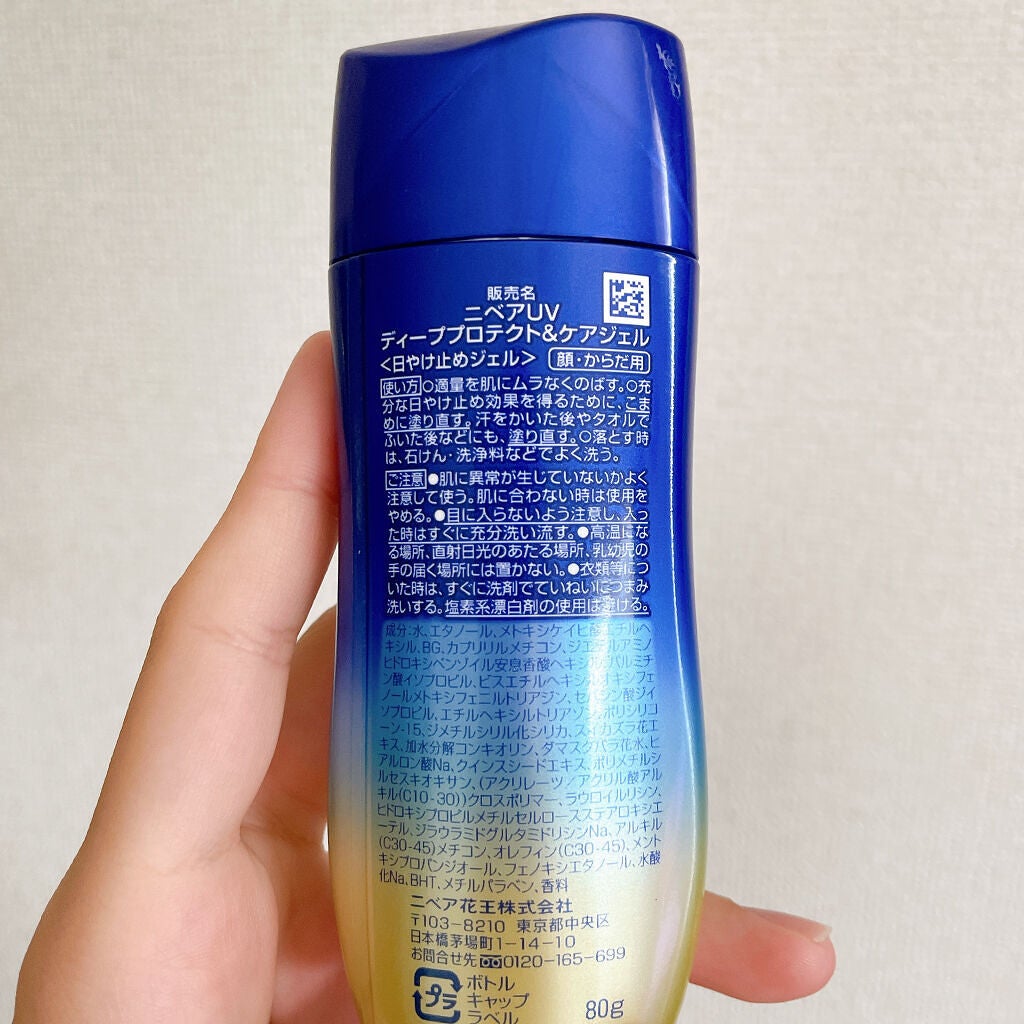 販売名
ニベアUV
ディーププロテクト&ケアジェル
<日やけ止めジェル> 顔・からだ用
使い方 ○適量を肌にムラなくのばす。○充
分な日やけ止め効果を得るために、こま
めに塗り直す。汗をかいた後やタオルで
ふいた後などにも、塗り直す。○落とす時
は、石けん・洗浄料などでよく洗う。
ご注意 ●肌に異常が生じていないかよく
注意して使う。肌に合わない時は使用を
やめる。●目に入らないよう注意し、入っ
た時はすぐに充分洗い流す。●高温にな
る場所、直射日光のあたる場所、乳幼児の
手の届く場所には置かない。●衣類等につ
いた時は、すぐに洗剤でていねいにつまみ
洗いする。塩素系漂白剤の使用は避ける。
成分:水、エタノール、メトキシケイヒ酸エチルヘ
キシル、BG、カプリリルメチコン、ジエチルアミノ
ヒドロキシベンゾイル安息香酸ヘキシル、パルミチ
ン酸イソプロピル、ビスエチルヘキシルオキシフェ
ノールメトキシフェニルトリアジン、セバシン酸ジイ
ソプロピル、エチルヘキシルトリアゾン、ポリシリコ
ーン-15、ジメチルシリル化シリカ、スイカズラ花エ
キス、加水分解コンキオリン、ダマスクバラ花水、ヒ
アルロン酸Na、クインスシードエキス、ポリメチルシ
ルセスキオキサン、(アクリレーツ/アクリル酸アル
キル(C10-30))クロスポリマー、ラウロイルリシン、
ヒドロキシプロピルメチルセルロースステアロキシエ
ーテル、ジラウラミドグルタミドリシンNa、アルキル
(C30-45)メチコン、オレフィン(C30-45)、メント
キシプロパンジオール、フェノキシエタノール、水酸
化Na、BHT、メチルパラベン、香料
ニベア花王株式会社
〒103-8210 東京都中央区
日本橋茅場町1-14-10
お問合せ先 0120-165-699
プラ ボトル
キャップ
ラベル 80g